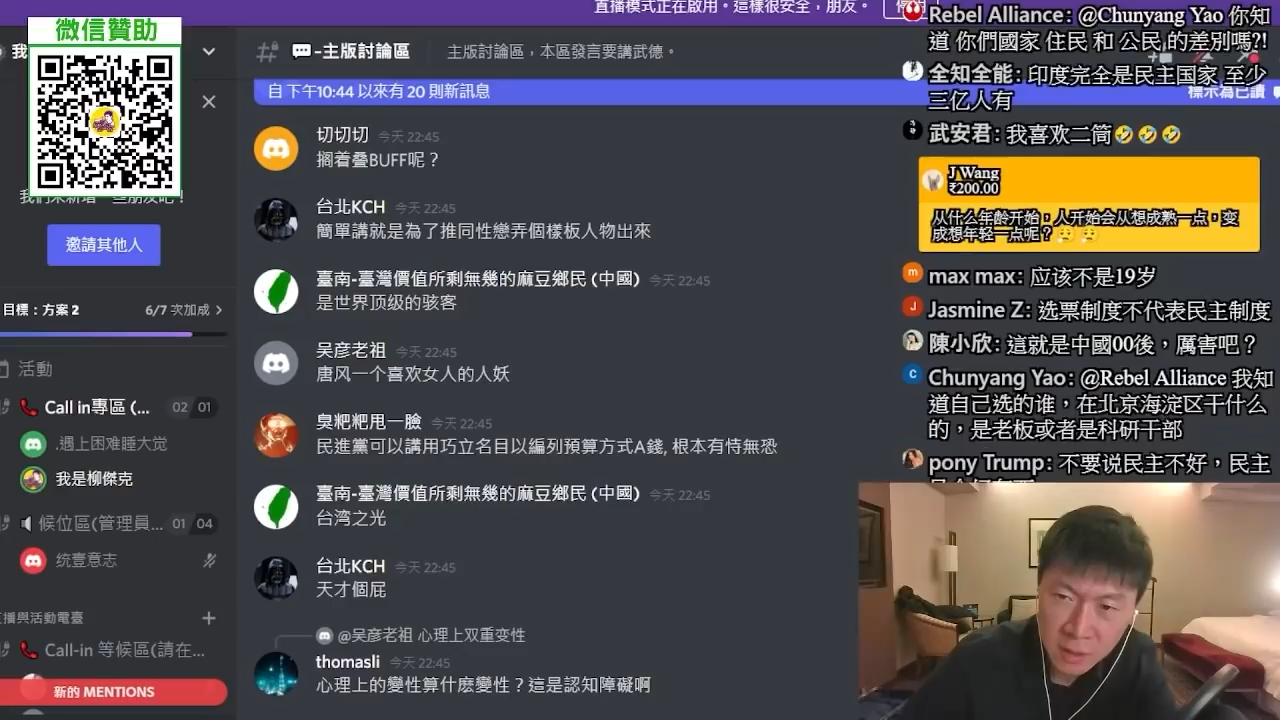 直播模式正在啟用。這樣很安全，朋友。
微信贊助
💬-主版討論區
主版討論區，本區發言要講武德。
自 下午10:44 以來有 20 則新訊息
標示為已讀
邀請其他人
目標：方案 2
6/7 次加成
活動
Call in專區 (...
02 01
.遇上困难睡大觉
我是柳傑克
候位區(管理員...
01 04
统壹意志
直播與活動電臺
Call-in 等候區(請在...
新的 MENTIONS
切切切 今天 22:45
搁着叠BUFF呢？
台北KCH 今天 22:45
簡單講就是為了推同性戀弄個樣板人物出來
臺南-臺灣價值所剩無幾的麻豆鄉民 (中國) 今天 22:45
是世界顶级的骇客
吴彦老祖 今天 22:45
唐风一个喜欢女人的人妖
臭粑粑甩一臉 今天 22:45
民進黨可以講用巧立名目以編列預算方式A錢, 根本有恃無恐
臺南-臺灣價值所剩無幾的麻豆鄉民 (中國) 今天 22:45
台湾之光
台北KCH 今天 22:45
天才個屁
@吴彦老祖 心理上双重变性
thomasli 今天 22:45
心理上的變性算什麽變性？這是認知障礙啊
Rebel Alliance: @Chunyang Yao 你知
道 你們國家 住民 和 公民 的差別嗎?!
全知全能: 印度完全是民主国家 至少
三亿人有
武安君: 我喜欢二筒🤣🤣🤣
J Wang
₹200.00
从什么年龄开始，人开始会从想成熟一点，变
成想年轻一点呢？
max max: 应该不是19岁
Jasmine Z: 选票制度不代表民主制度
陳小欣: 這就是中國00後，厲害吧？
Chunyang Yao: @Rebel Alliance 我知
道自己选的谁，在北京海淀区干什么
的，是老板或者是科研干部
pony Trump: 不要说民主不好，民主